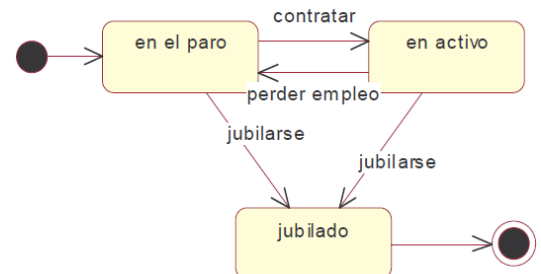 contratar
en el paro
en activo
perder empleo
jubilarse
jubilarse
jubilado